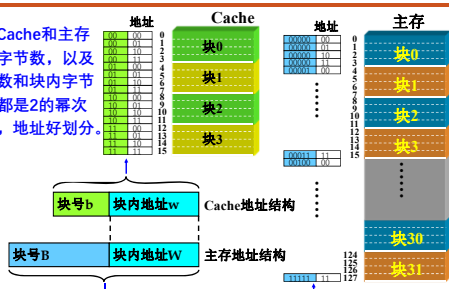 Cache和主存
字节数，以及
数和块内字节
都是2的幂次
，地址好划分。
地址
Cache
00 00 0
00 01 1
00 10 2
00 11 3
01 00 4
01 01 5
01 10 6
01 11 7
10 00 8
10 01 9
10 10 10
10 11 11
11 00 12
11 01 13
11 10 14
11 11 15
块0
块1
块2
块3
地址
主存
00000 00 0
00000 01 1
00000 10 2
00000 11 3
00001 00 4
5
6
7
8
9
10
11
12
13
14
00011 11 15
00100 00
块0
块1
块2
块3
块30
块31
124
125
126
11111 11 127
块号b 块内地址w Cache地址结构
块号B 块内地址W 主存地址结构